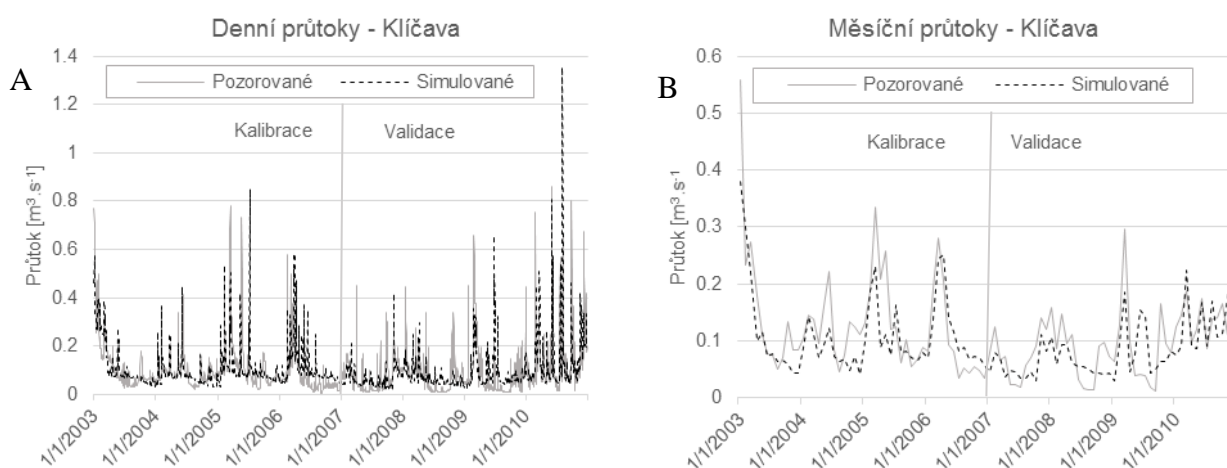 A
Denní průtoky - Klíčava
Pozorované
Simulované
Kalibrace
Validace
Průtok [m³.s⁻¹]
1.4
1.2
1
0.8
0.6
0.4
0.2
0
1/1/2003
1/1/2004
1/1/2005
1/1/2006
1/1/2007
1/1/2008
1/1/2009
1/1/2010
B
Měsíční průtoky - Klíčava
Pozorované
Simulované
Kalibrace
Validace
Průtok [m³.s⁻¹
0.6
0.5
0.4
0.3
0.2
0.1
0
1/1/2003
1/1/2004
1/1/2005
1/1/2006
1/1/2007
1/1/2008
1/1/2009
1/1/2010